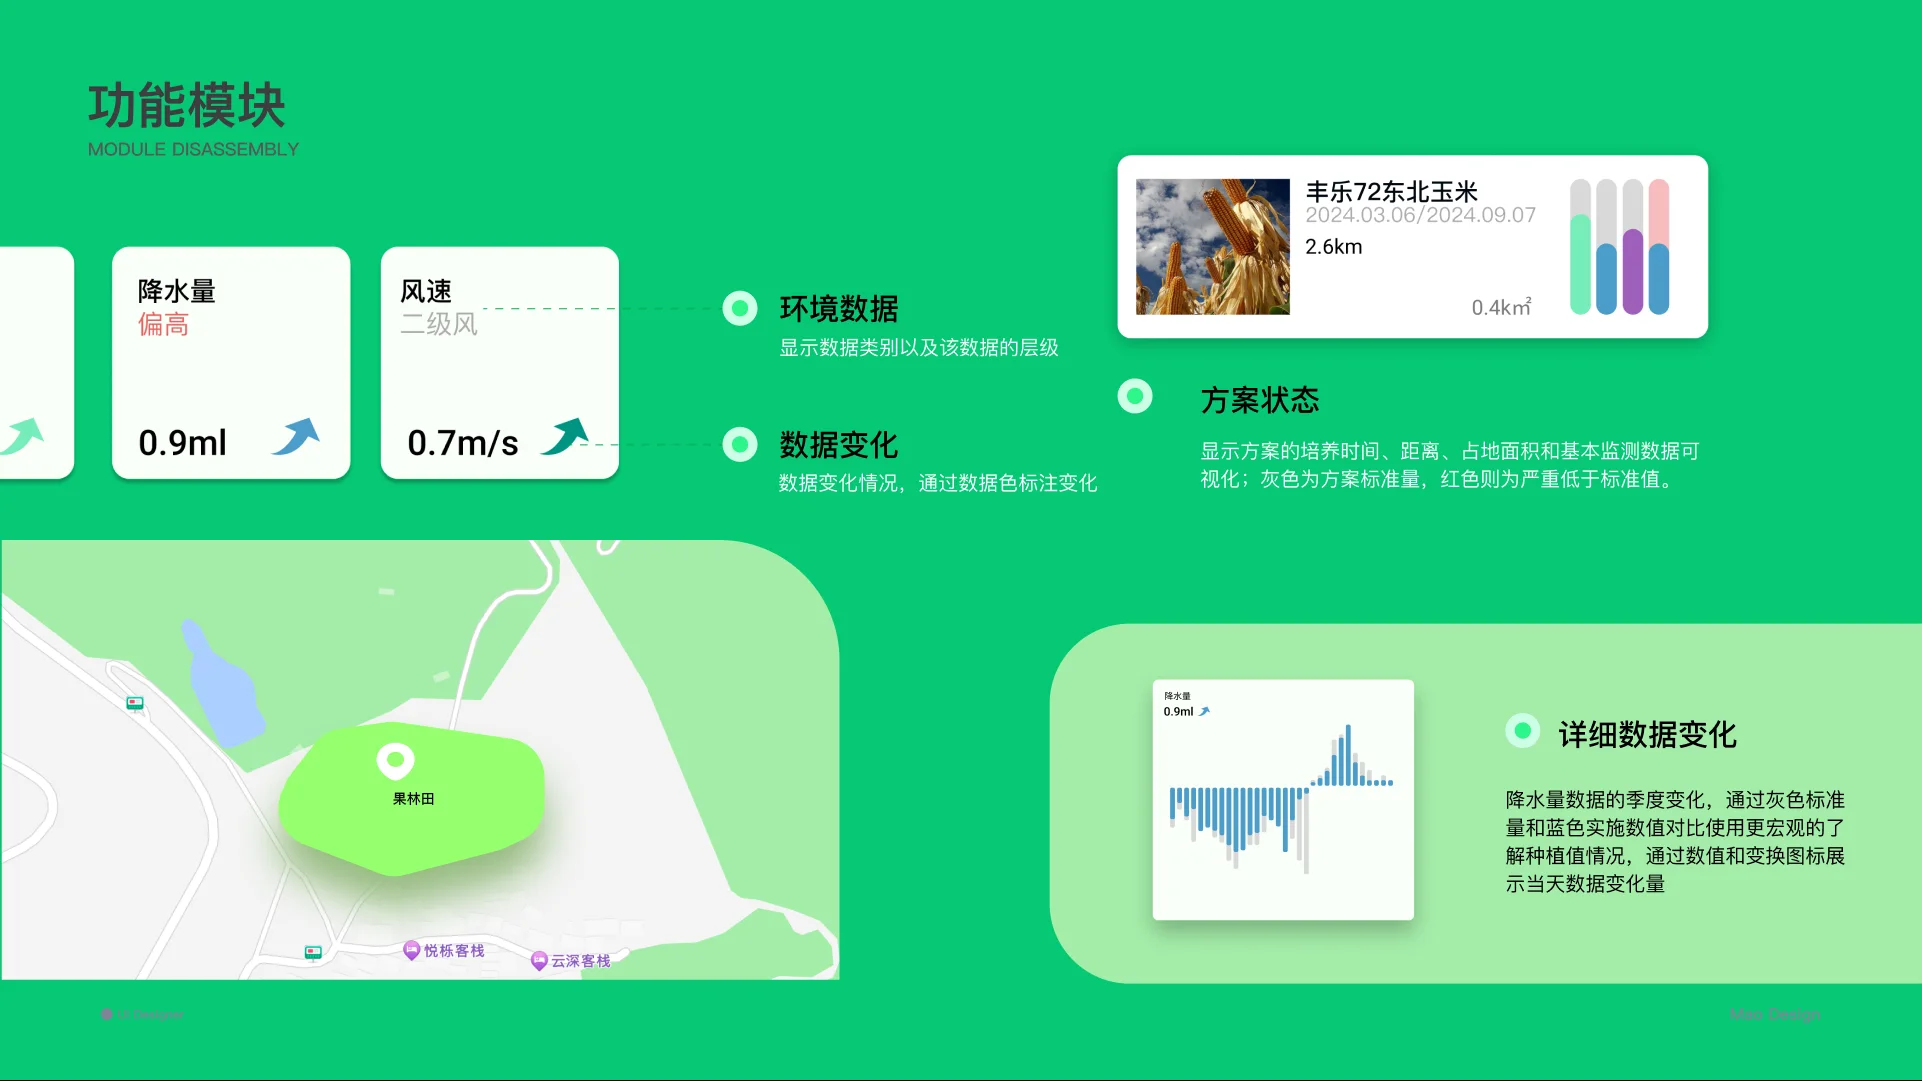 功能模块
MODULE DISASSEMBLY
降水量
偏高
0.9ml
风速
二级风
0.7m/s
环境数据
显示数据类别以及该数据的层级
数据变化
数据变化情况，通过数据色标注变化
丰乐72东北玉米
2024.03.06/2024.09.07
2.6km
0.4km²
方案状态
显示方案的培养时间、距离、占地面积和基本监测数据可
视化；灰色为方案标准量，红色则为严重低于标准值。
果林田
悦栎客栈
云深客栈
降水量
0.9ml
详细数据变化
降水量数据的季度变化，通过灰色标准
量和蓝色实施数值对比使用更宏观的了
解种植值情况，通过数值和变换图标展
示当天数据变化量
Mao Design